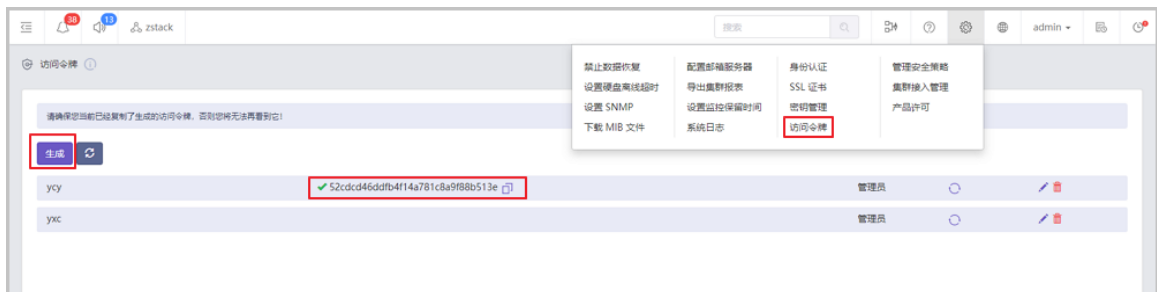 38 13 zstack 搜索 admin
访问令牌
禁止数据恢复 配置邮箱服务器 身份认证 管理安全策略
设置硬盘离线超时 导出集群报表 SSL 证书 集群接入管理
设置 SNMP 设置监控保留时间 密钥管理 产品许可
下载 MIB 文件 系统日志 访问令牌
请确保您当前已经复制了生成的访问令牌，否则您将无法再看到它!
生成
ycy 52cdcd46ddfb4f14a781c8a9f88b513e 管理员
yxc 管理员